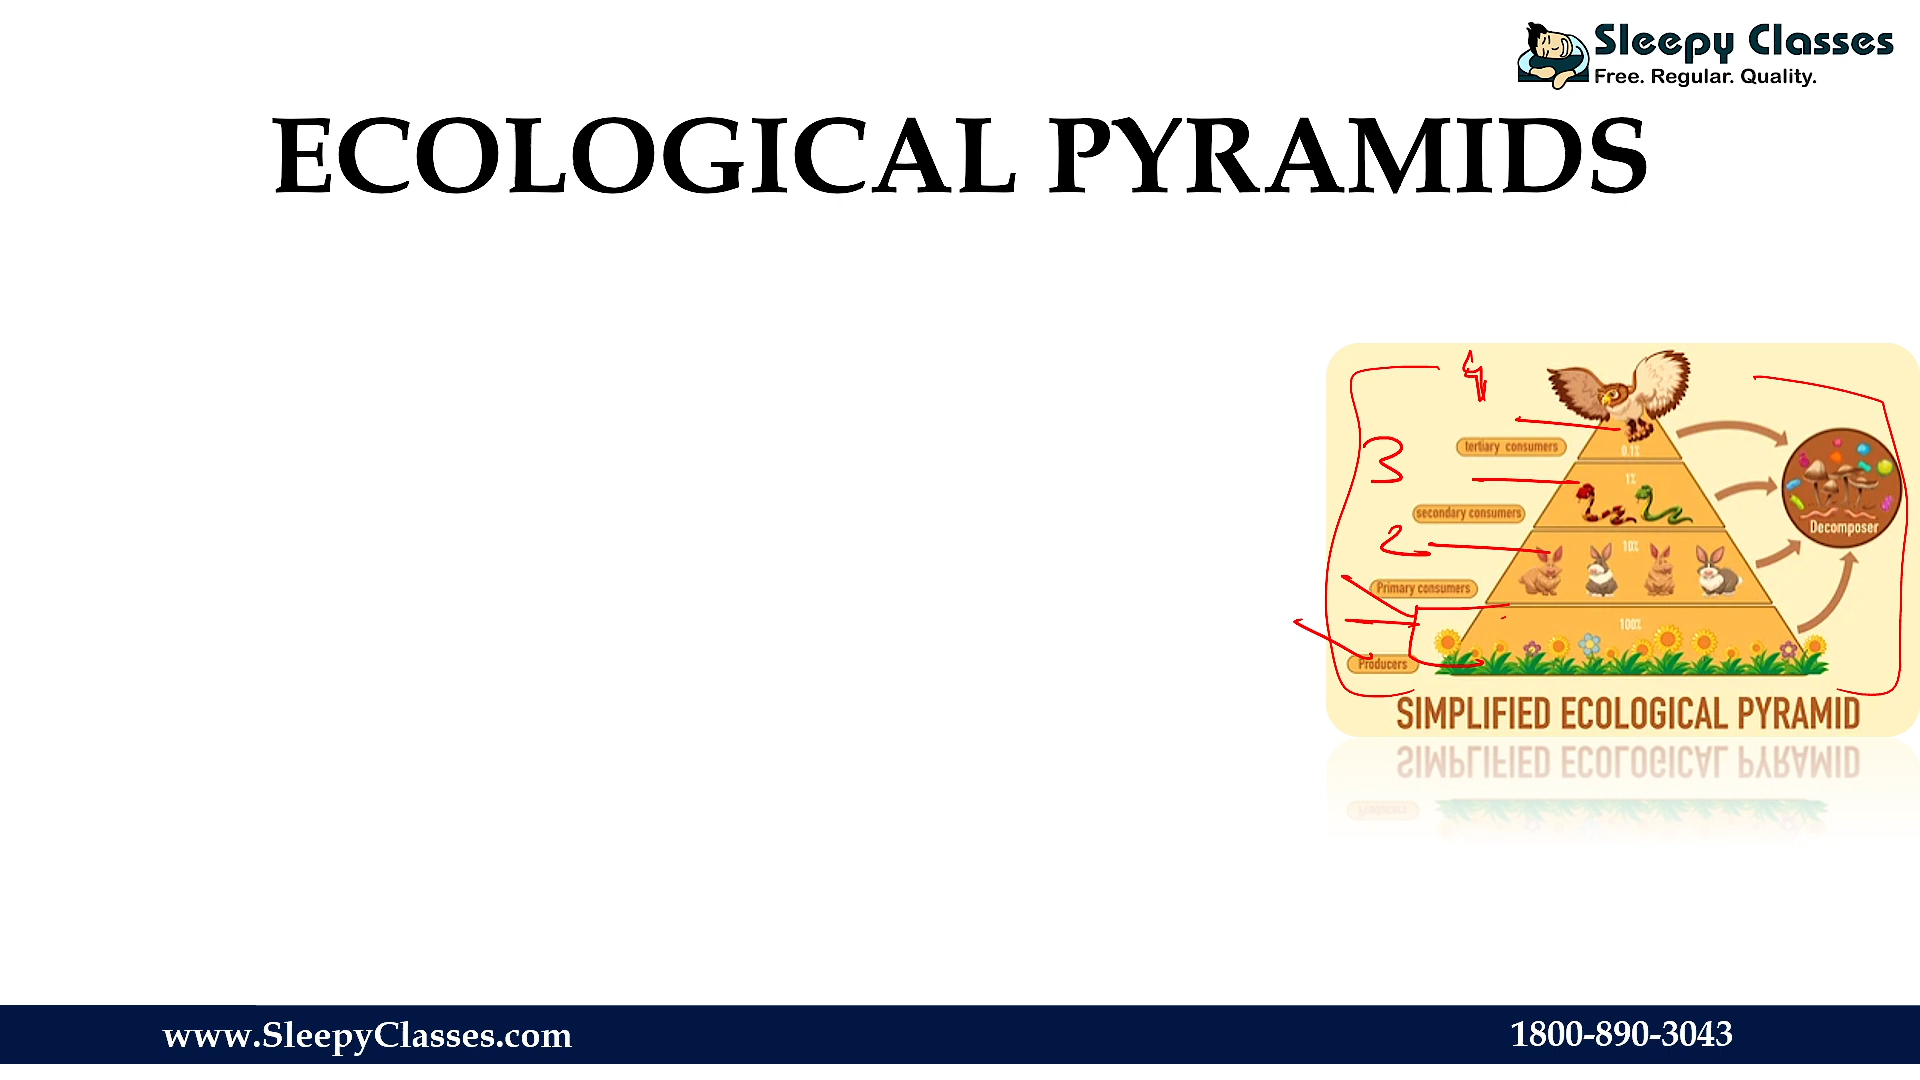 Sleepy Classes
Free. Regular. Quality.
ECOLOGICAL PYRAMIDS
4
tertiary consumers
0.1%
3
1%
secondary consumers
Decomposer
2
10%
Primary consumers
100%
Producers
SIMPLIFIED ECOLOGICAL PYRAMID
www.SleepyClasses.com
1800-890-3043